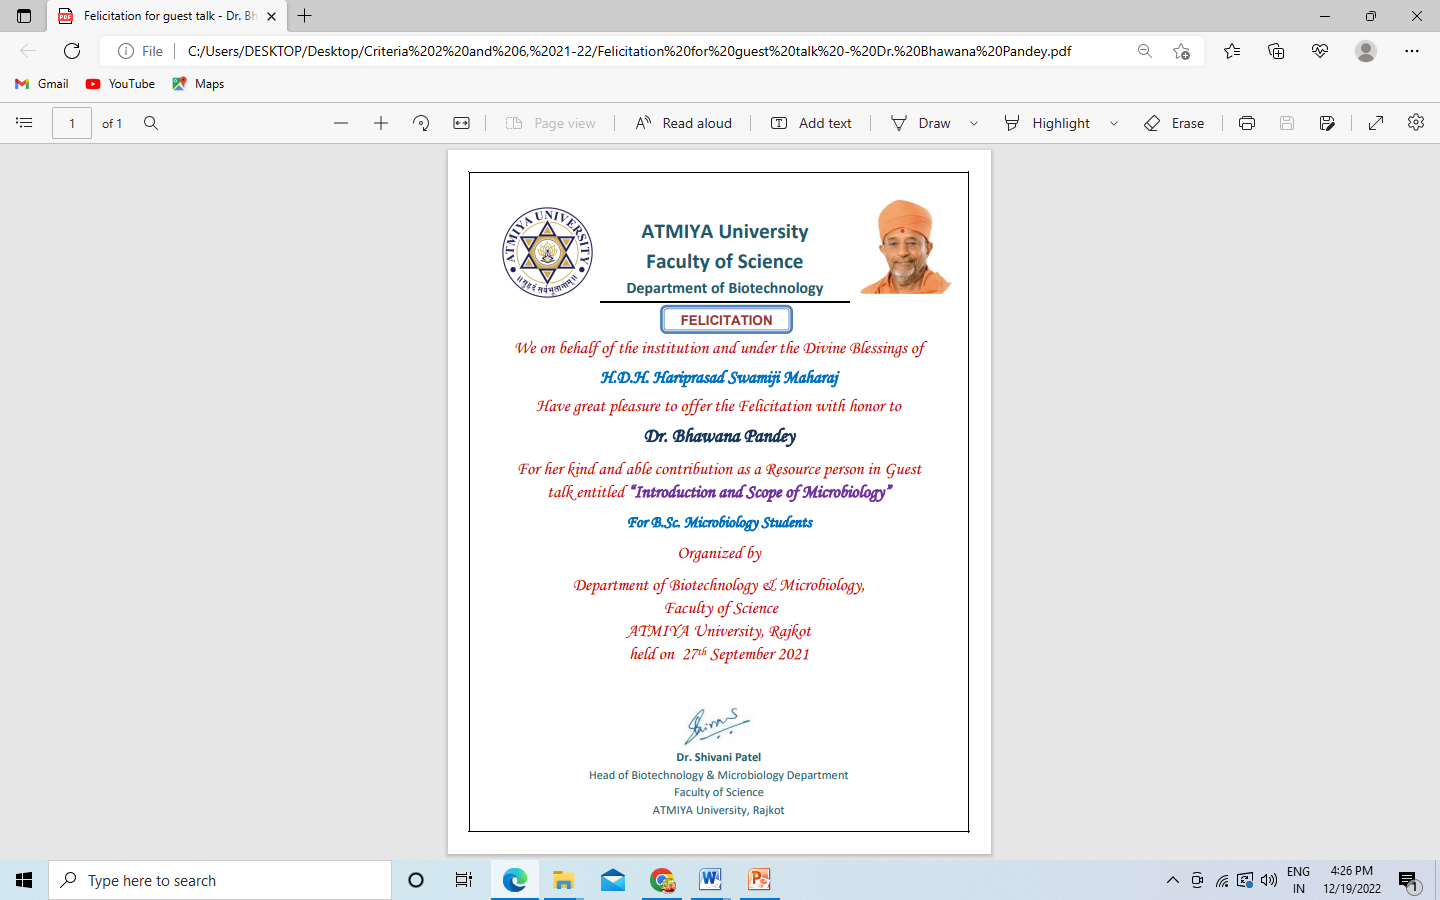 Felicitation for guest talk - Dr. Bh
File
C:/Users/DESKTOP/Desktop/Criteria%202%20and%206,%2021-22/Felicitation%20for%20guest%20talk%20-%20Dr.%20Bhawana%20Pandey.pdf
Gmail
YouTube
Maps
1 of 1
Page view
Read aloud
Add text
Draw
Highlight
Erase
ATMIYA UNIVERSITY
॥सुहृदं सर्वभूतानाम्॥
ATMIYA University
Faculty of Science
Department of Biotechnology
FELICITATION
We on behalf of the institution and under the Divine Blessings of
H.D.H. Hariprasad Swamiji Maharaj
Have great pleasure to offer the Felicitation with honor to
Dr. Bhawana Pandey
For her kind and able contribution as a Resource person in Guest
talk entitled “Introduction and Scope of Microbiology”
For B.Sc. Microbiology Students
Organized by
Department of Biotechnology & Microbiology,
Faculty of Science
ATMIYA University, Rajkot
held on 27th September 2021
Shivani
Dr. Shivani Patel
Head of Biotechnology & Microbiology Department
Faculty of Science
ATMIYA University, Rajkot
Type here to search
ENG
IN
4:26 PM
12/19/2022
1